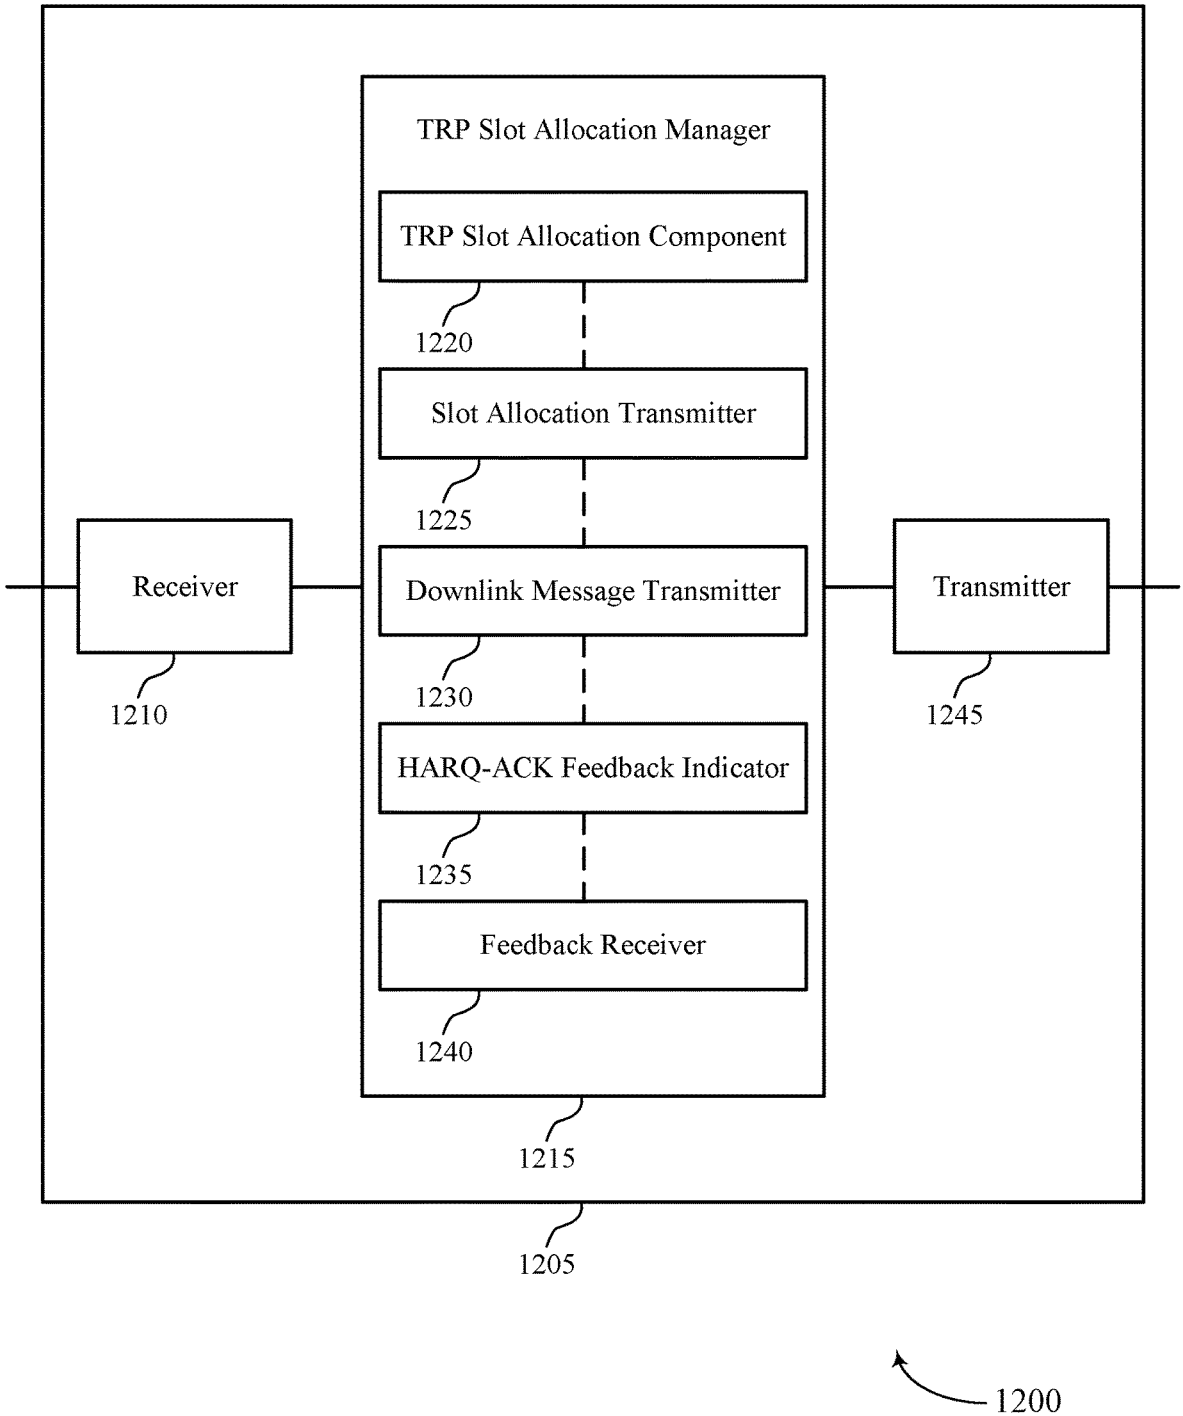 TRP Slot Allocation Manager
TRP Slot Allocation Component
1220
Slot Allocation Transmitter
1225
Receiver
1210
Downlink Message Transmitter
1230
Transmitter
1245
HARQ-ACK Feedback Indicator
1235
Feedback Receiver
1240
1215
1205
1200